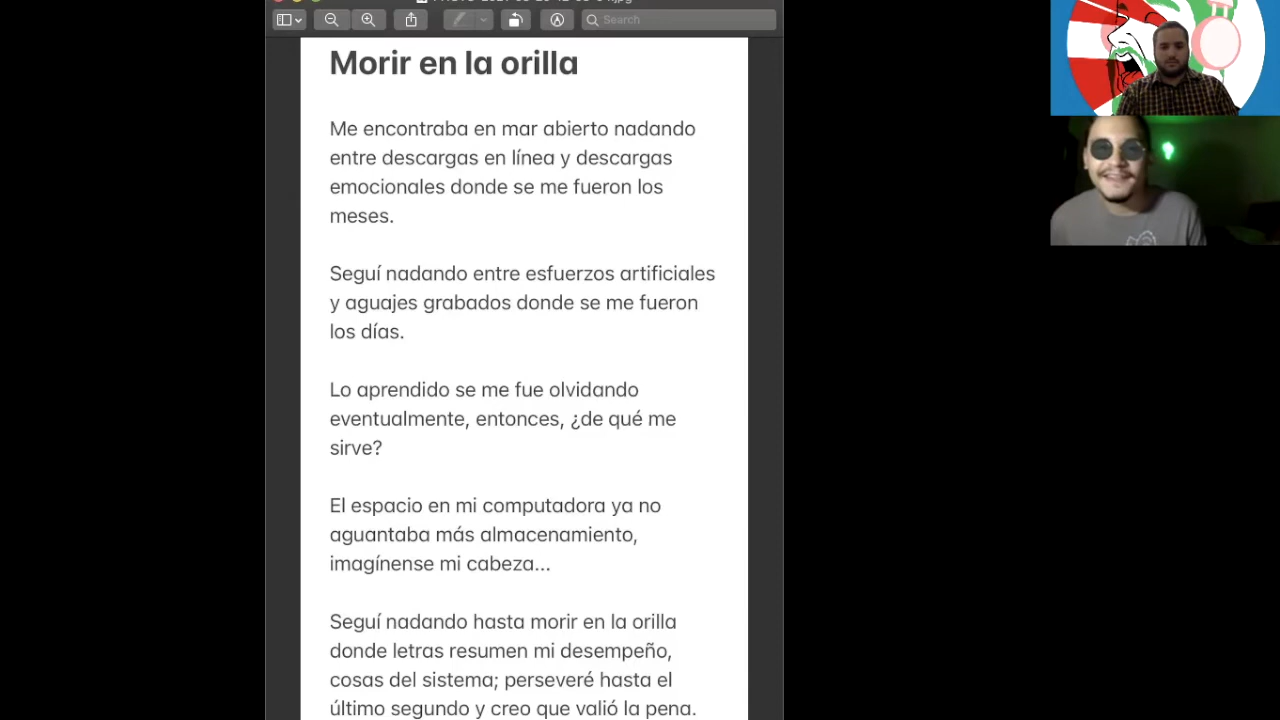 Search
Morir en la orilla
Me encontraba en mar abierto nadando
entre descargas en línea y descargas
emocionales donde se me fueron los
meses.
Seguí nadando entre esfuerzos artificiales
y aguajes grabados donde se me fueron
los días.
Lo aprendido se me fue olvidando
eventualmente, entonces, ¿de qué me
sirve?
El espacio en mi computadora ya no
aguantaba más almacenamiento,
imagínense mi cabeza...
Seguí nadando hasta morir en la orilla
donde letras resumen mi desempeño,
cosas del sistema; perseveré hasta el
último segundo y creo que valió la pena.